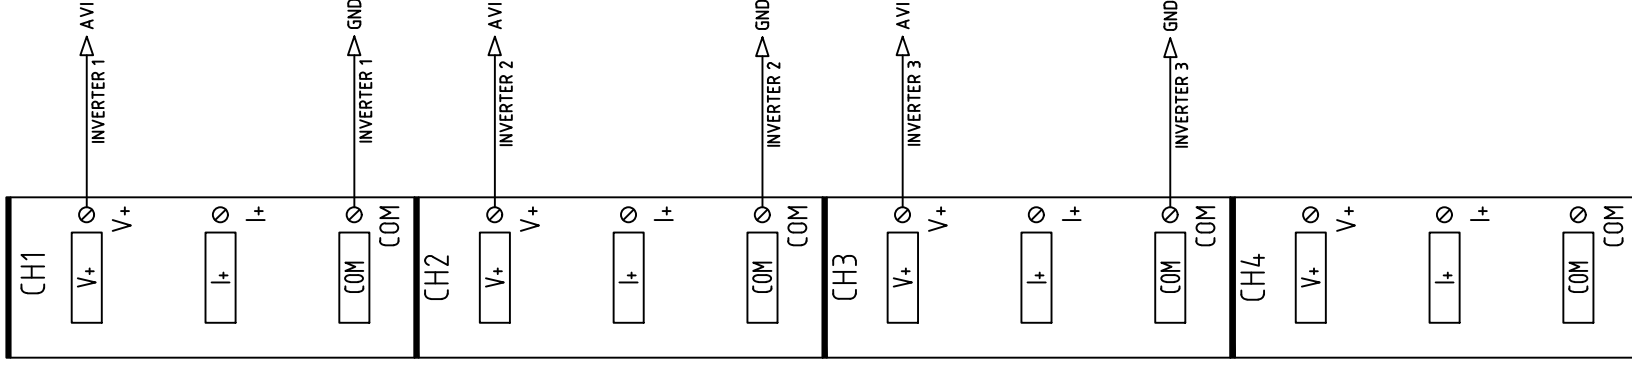 AVI
INVERTER 1
GND
INVERTER 1
AVI
INVERTER 2
GND
INVERTER 2
AVI
INVERTER 3
GND
INVERTER 3
CH1
V+
V+
I+
I+
COM
COM
CH2
V+
V+
I+
I+
COM
COM
CH3
V+
V+
I+
I+
COM
COM
CH4
V+
V+
I+
I+
COM
COM